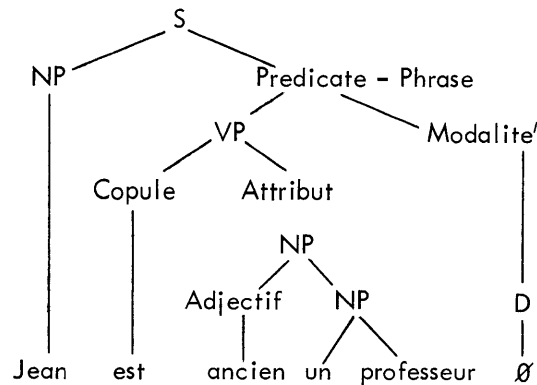 S
NP Predicate - Phrase
VP Modalite'
Copule Attribut
NP
Adjectif NP D
Jean est ancien un professeur Ø